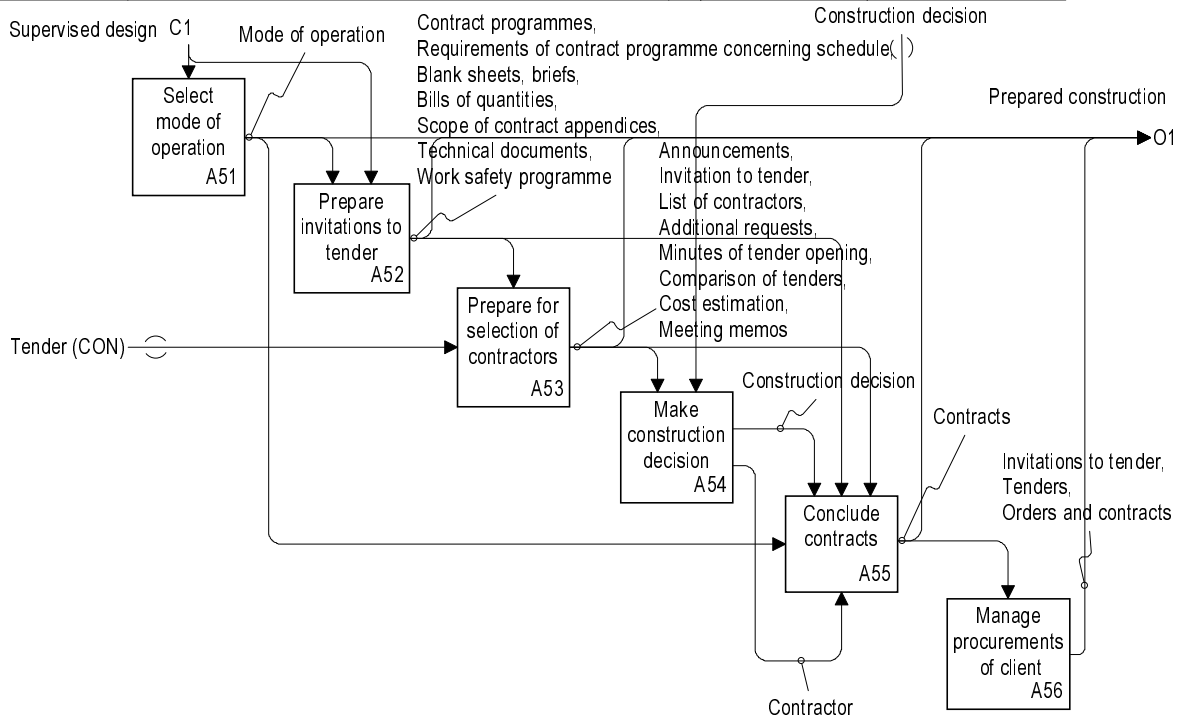 Supervised design C1
Mode of operation
Contract programmes,
Requirements of contract programme concerning schedule
Blank sheets, briefs,
Bills of quantities,
Scope of contract appendices,
Technical documents,
Work safety programme
Construction decision
Prepared construction
O1
Select
mode of
operation
A51
Prepare
invitations to
tender
A52
Announcements,
Invitation to tender,
List of contractors,
Additional requests,
Minutes of tender opening,
Comparison of tenders,
Cost estimation,
Meeting memos
Tender (CON)
Prepare for
selection of
contractors
A53
Make
construction
decision
A54
Construction decision
Contracts
Invitations to tender,
Tenders,
Orders and contracts
Conclude
contracts
A55
Manage
procurements
of client
A56
Contractor